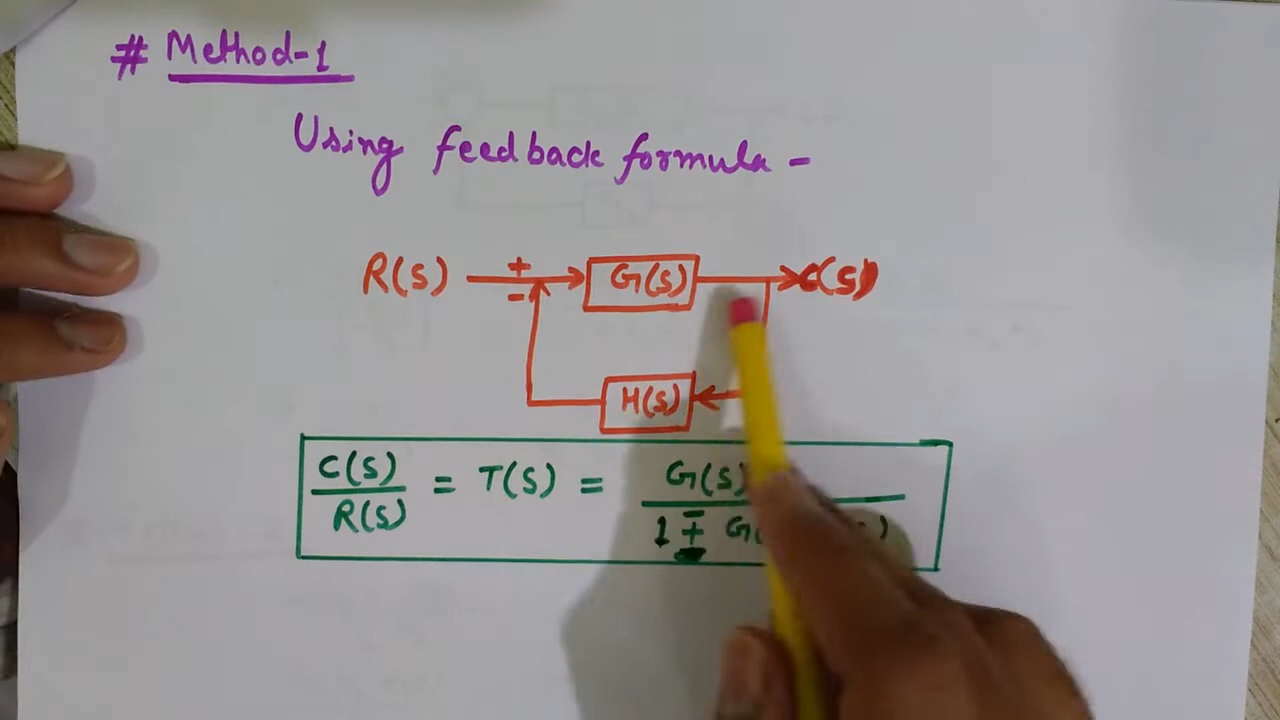 # Method-1
Using feedback formula -
R(s) + - G(s) C(s)
H(s)
C(s)/R(s) = T(s) = G(s)
1 ∓ G( )